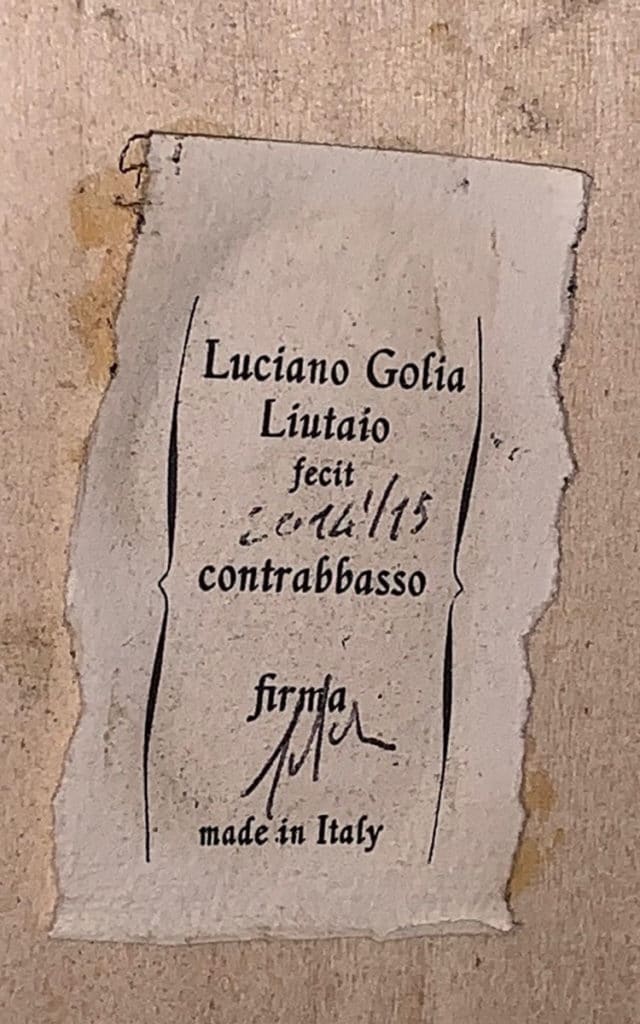 Luciano Golia
Liutaio
fecit
2014/15
contrabbasso
firma
made in Italy